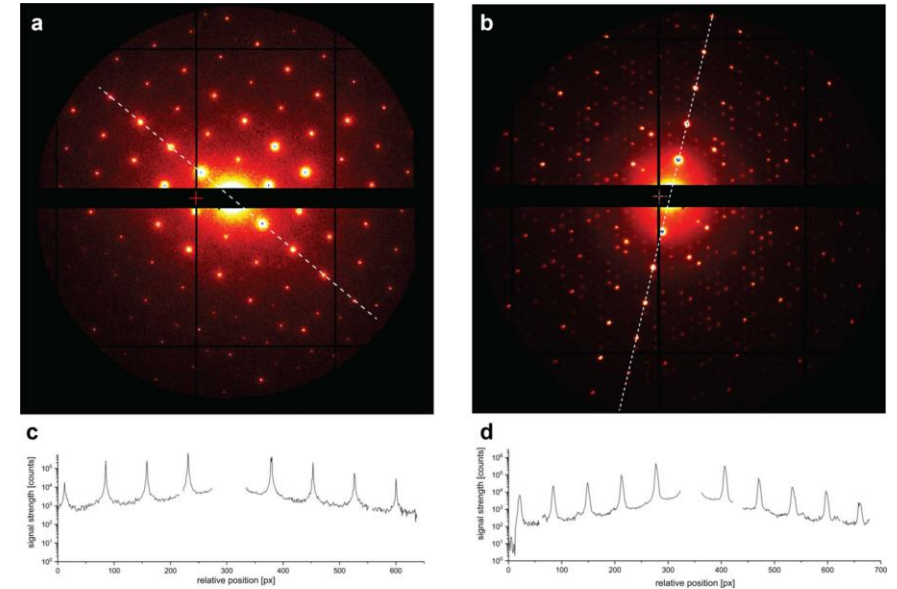 a
b
c
signal strength [counts]
10⁵
10⁴
10³
10²
10¹
10⁰
0 100 200 300 400 500 600
relative position [px]
d
signal strength [counts]
10⁶
10⁵
10⁴
10³
10²
10¹
10⁰
0 100 200 300 400 500 600 700
relative position [px]